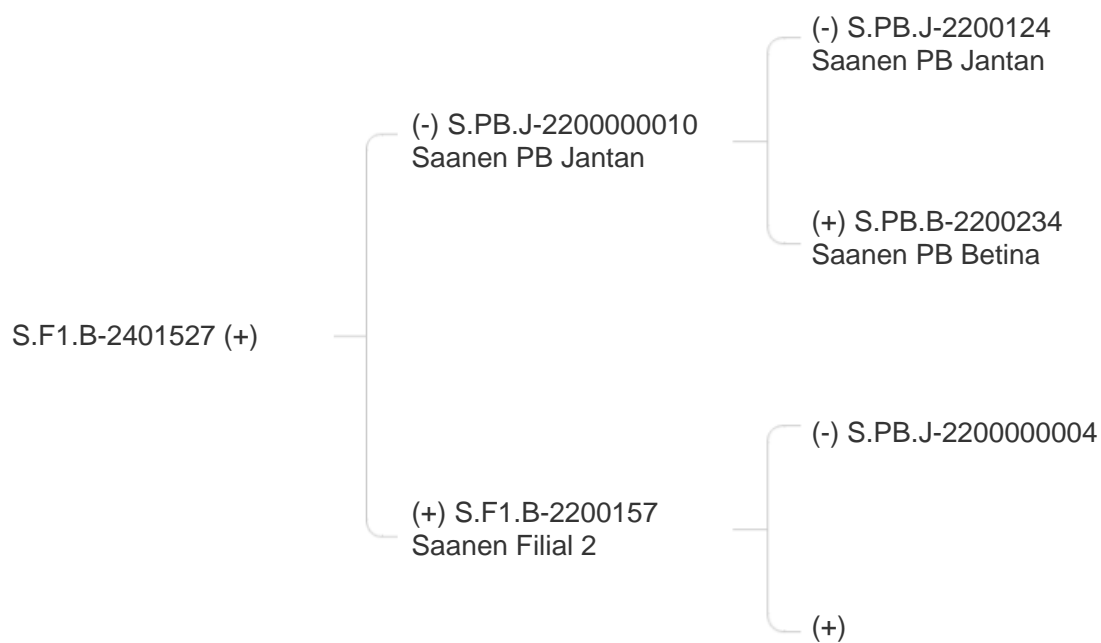 (-) S.PB.J-2200124
Saanen PB Jantan
(-) S.PB.J-2200000010
Saanen PB Jantan
(+) S.PB.B-2200234
Saanen PB Betina
S.F1.B-2401527 (+)
(-) S.PB.J-2200000004
(+) S.F1.B-2200157
Saanen Filial 2
(+)